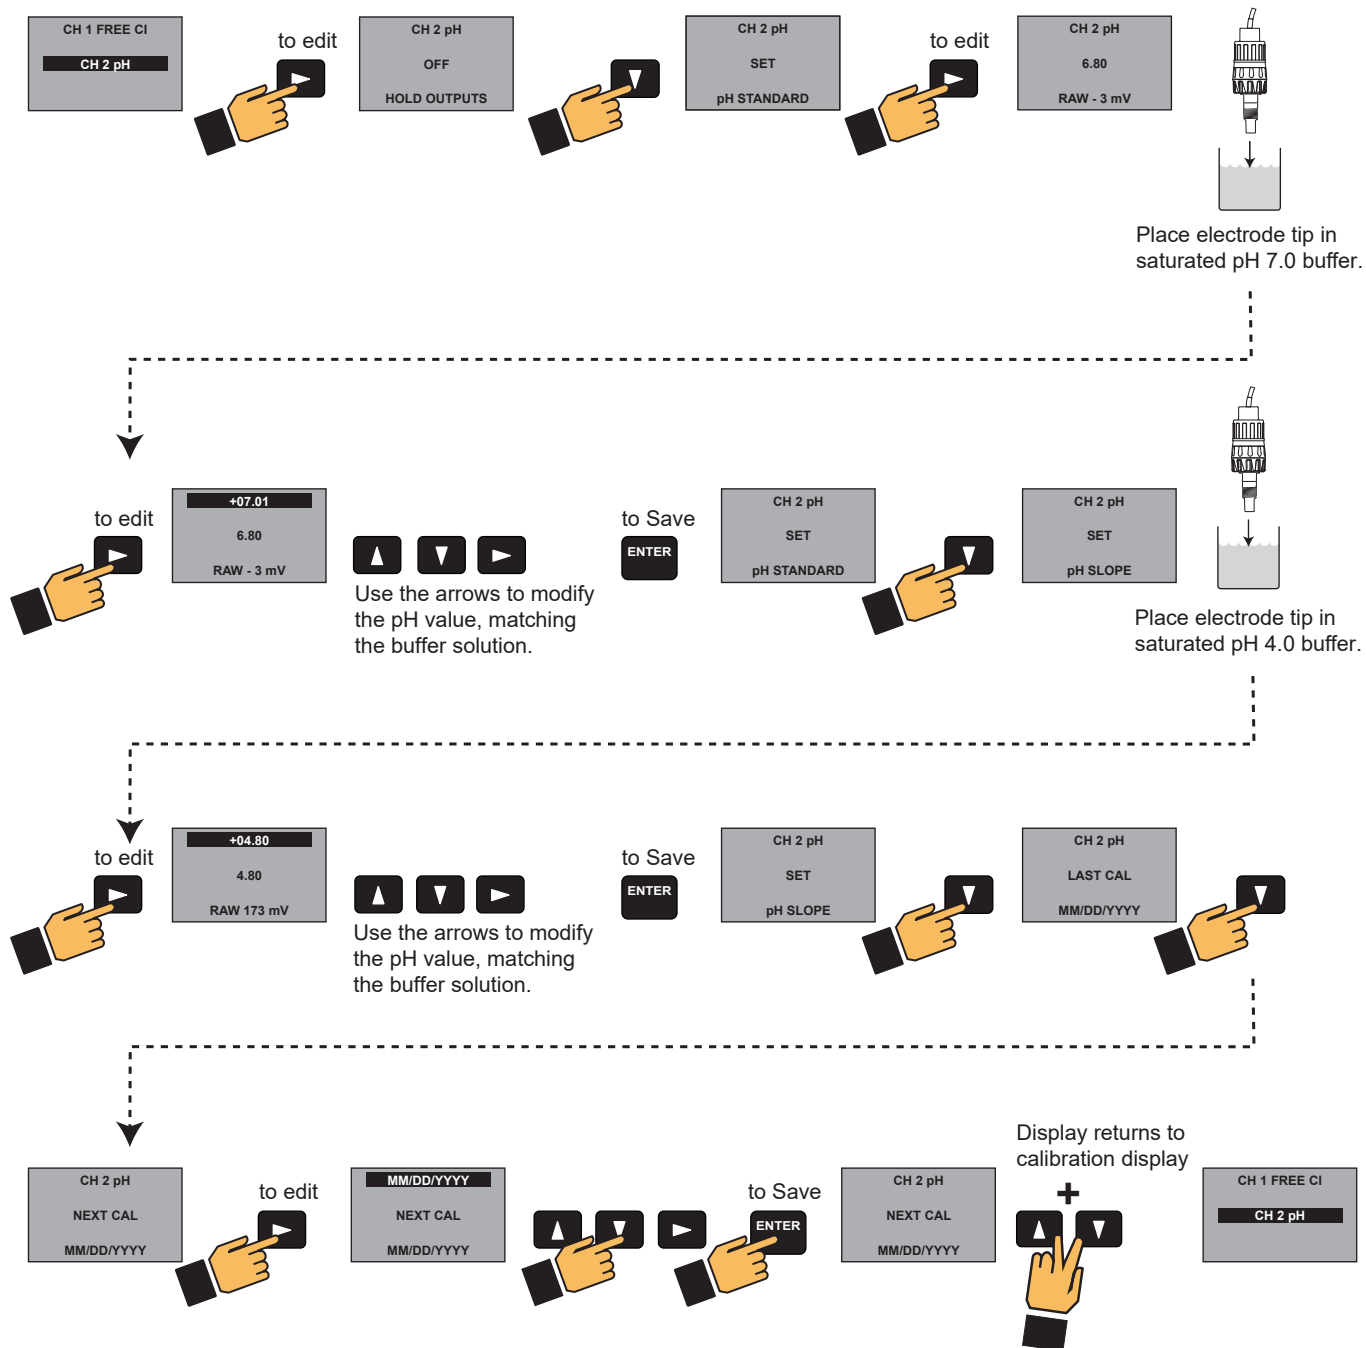 CH 1 FREE CI
CH 2 pH
to edit
CH 2 pH
OFF
HOLD OUTPUTS
CH 2 pH
SET
pH STANDARD
to edit
CH 2 pH
6.80
RAW - 3 mV
Place electrode tip in
saturated pH 7.0 buffer.
to edit
+07.01
6.80
RAW - 3 mV
Use the arrows to modify
the pH value, matching
the buffer solution.
to Save
ENTER
CH 2 pH
SET
pH STANDARD
CH 2 pH
SET
pH SLOPE
Place electrode tip in
saturated pH 4.0 buffer.
to edit
+04.80
4.80
RAW 173 mV
Use the arrows to modify
the pH value, matching
the buffer solution.
to Save
ENTER
CH 2 pH
SET
pH SLOPE
CH 2 pH
LAST CAL
MM/DD/YYYY
CH 2 pH
NEXT CAL
MM/DD/YYYY
to edit
MM/DD/YYYY
NEXT CAL
MM/DD/YYYY
to Save
ENTER
CH 2 pH
NEXT CAL
MM/DD/YYYY
Display returns to
calibration display
+
CH 1 FREE CI
CH 2 pH